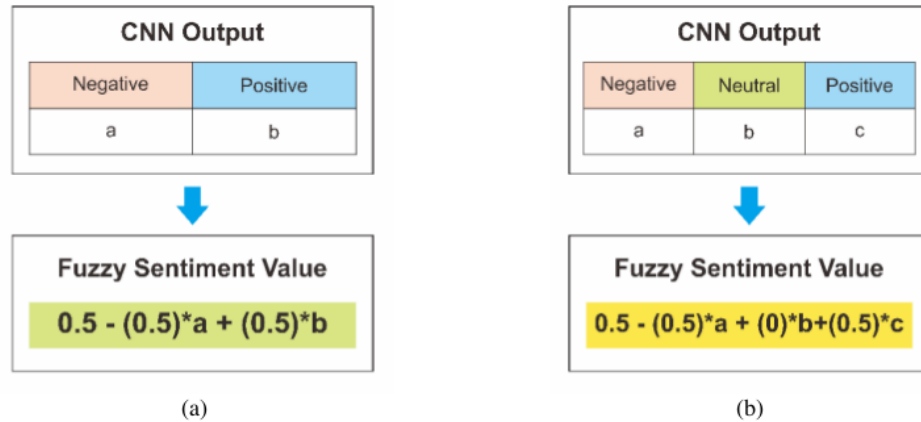 CNN Output
Negative Positive
a b
Fuzzy Sentiment Value
0.5 - (0.5)*a + (0.5)*b
(a)
CNN Output
Negative Neutral Positive
a b c
Fuzzy Sentiment Value
0.5 - (0.5)*a + (0)*b+(0.5)*c
(b)